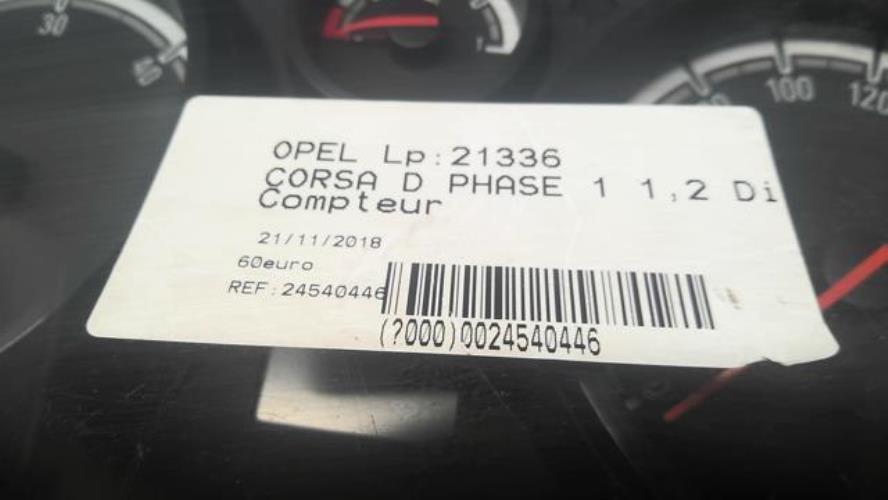 30
100
120
OPEL Lp:21336
CORSA D PHASE 1 1,2 Di
Compteur
21/11/2018
60euro
REF:24540446
(?000)0024540446